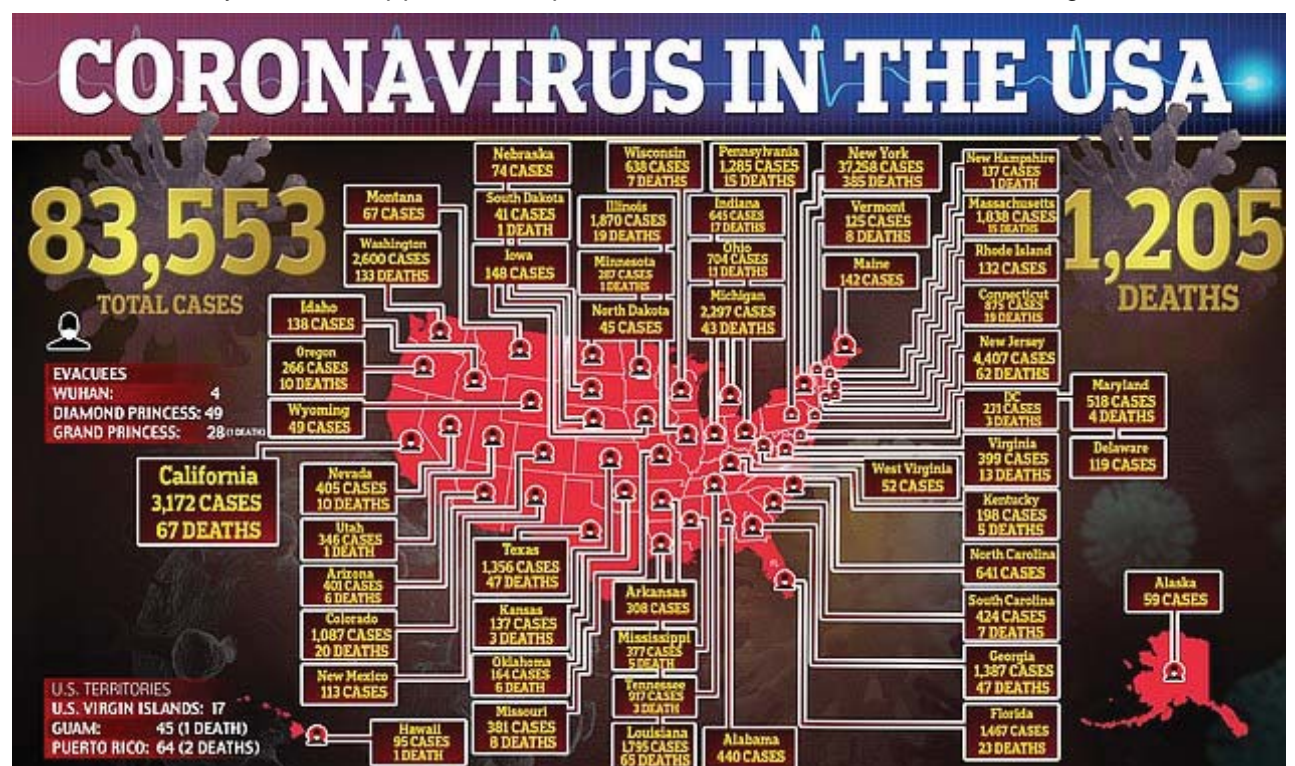 CORONAVIRUS IN THE USA
83,553
TOTAL CASES
1,205
DEATHS
EVACUEES
WUHAN: 4
DIAMOND PRINCESS: 49
GRAND PRINCESS: 28 (1 DEATH)
Nebraska
74 CASES
South Dakota
41 CASES
1 DEATH
Iowa
148 CASES
Montana
67 CASES
Washington
2,600 CASES
133 DEATHS
Idaho
138 CASES
Oregon
266 CASES
10 DEATHS
Wyoming
49 CASES
California
3,172 CASES
67 DEATHS
Nevada
405 CASES
10 DEATHS
Utah
346 CASES
1 DEATH
Arizona
401 CASES
6 DEATHS
Colorado
1,087 CASES
20 DEATHS
New Mexico
113 CASES
Wisconsin
638 CASES
7 DEATHS
Illinois
1,870 CASES
19 DEATHS
Minnesota
287 CASES
1 DEATHS
North Dakota
45 CASES
Pennsylvania
1,285 CASES
15 DEATHS
Indiana
645 CASES
17 DEATHS
Ohio
704 CASES
11 DEATHS
Michigan
2,297 CASES
43 DEATHS
New York
37,258 CASES
385 DEATHS
Vermont
125 CASES
8 DEATHS
Maine
142 CASES
New Hampshire
137 CASES
1 DEATH
Massachusetts
1,838 CASES
15 DEATHS
Rhode Island
132 CASES
Connecticut
875 CASES
19 DEATHS
New Jersey
4,407 CASES
62 DEATHS
DC
CASES
3 DEATHS
Maryland
518 CASES
4 DEATHS
Delaware
119 CASES
Virginia
399 CASES
13 DEATHS
West Virginia
52 CASES
Kentucky
198 CASES
5 DEATHS
North Carolina
641 CASES
South Carolina
424 CASES
7 DEATHS
Georgia
1,387 CASES
47 DEATHS
Florida
1,467 CASES
23 DEATHS
Alaska
59 CASES
Texas
1,356 CASES
47 DEATHS
Kansas
137 CASES
3 DEATHS
Oklahoma
164 CASES
6 DEATH
Missouri
381 CASES
8 DEATHS
Arkansas
308 CASES
Mississippi
377 CASES
5 DEATH
Tennessee
917 CASES
3 DEATH
Louisiana
1,795 CASES
65 DEATHS
Alabama
440 CASES
Hawaii
95 CASES
1 DEATH
U.S. TERRITORIES
U.S. VIRGIN ISLANDS: 17
GUAM: 45 (1 DEATH)
PUERTO RICO: 64 (2 DEATHS)